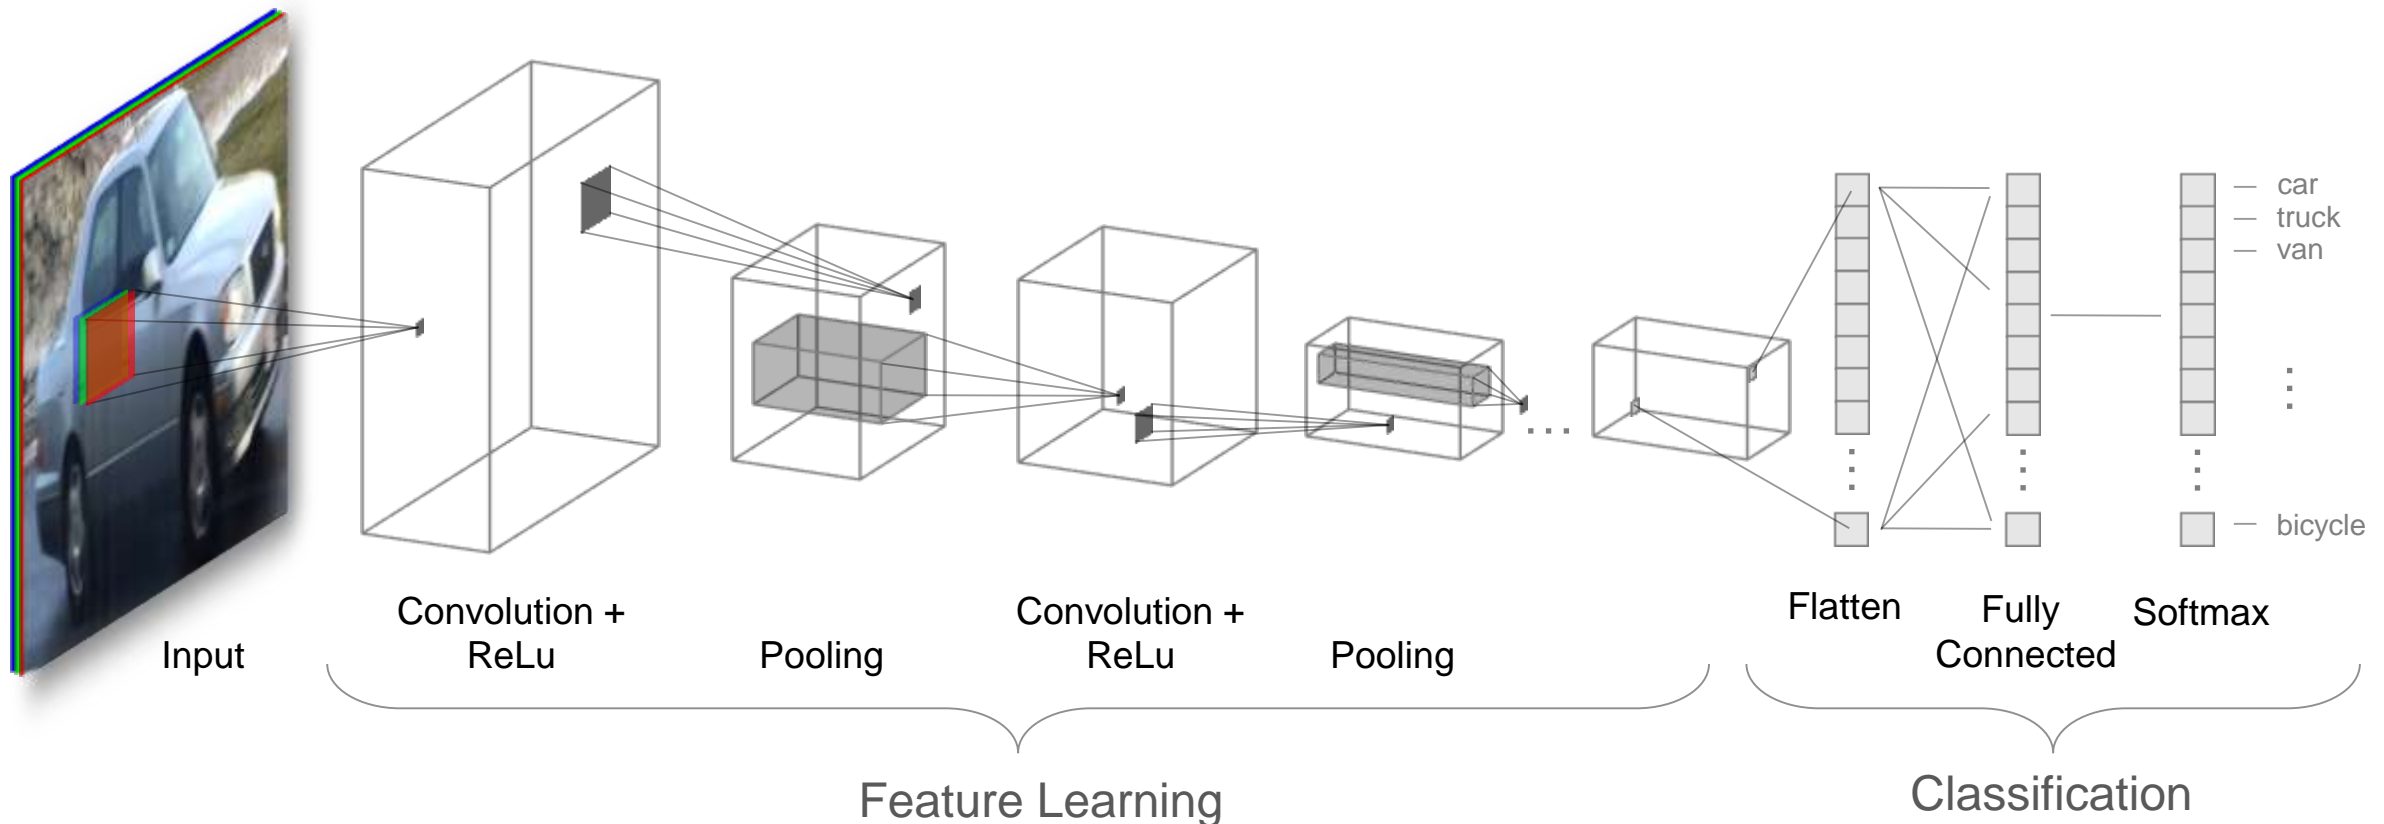 car
truck
van
bicycle
Input
Convolution +
ReLu
Pooling
Convolution +
ReLu
Pooling
Flatten
Fully
Connected
Softmax
Feature Learning
Classification